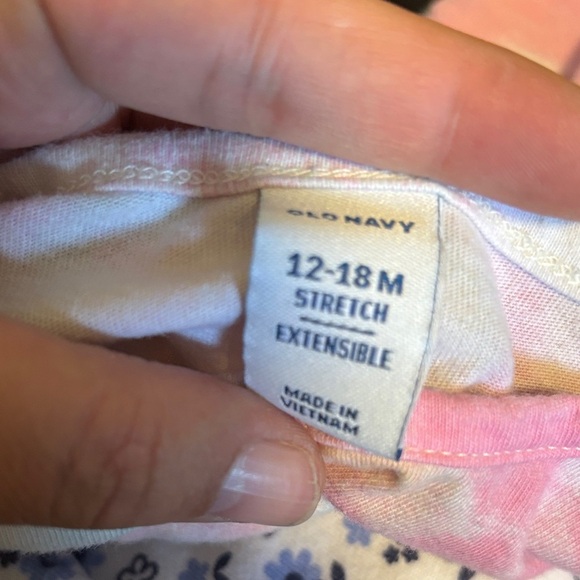 OLD NAVY
12-18 M
STRETCH
EXTENSIBLE
MADE IN
VIETNAM